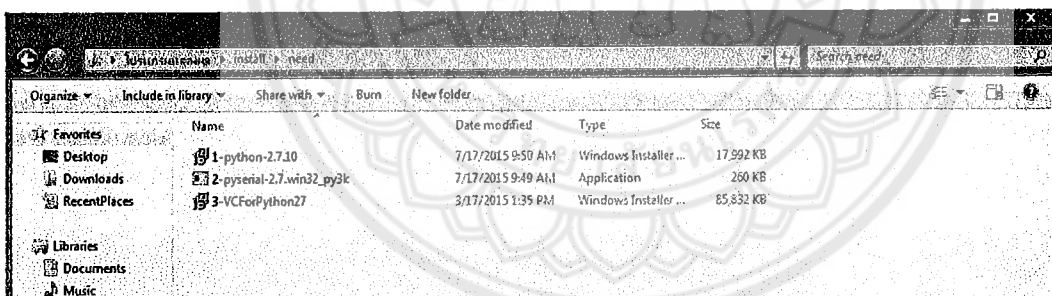 install ▸ need
Search need
Organize Include in library Share with Burn New folder
Name Date modified Type Size
Favorites
Desktop
Downloads
RecentPlaces
1-python-2.7.10 7/17/2015 9:50 AM Windows Installer ... 17,992 KB
2-pyserial-2.7.win32_py3k 7/17/2015 9:49 AM Application 260 KB
3-VCForPython27 3/17/2015 1:35 PM Windows Installer ... 85,832 KB
Libraries
Documents
Music